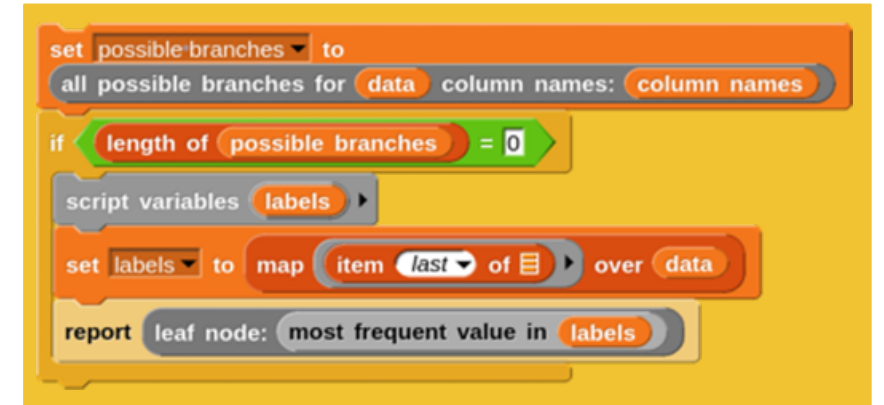 set possible branches to
all possible branches for data column names: column names
if length of possible branches = 0
script variables labels
set labels to map item last of over data
report leaf node: most frequent value in labels